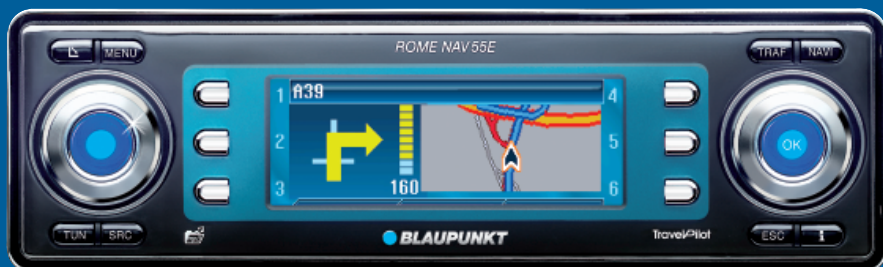 ROME NAV 55E
MENU
TRAF
NAVI
1
A39
4
2
5
OK
3
160
6
TUN
SRC
BLAUPUNKT
TravelPilot
ESC
i